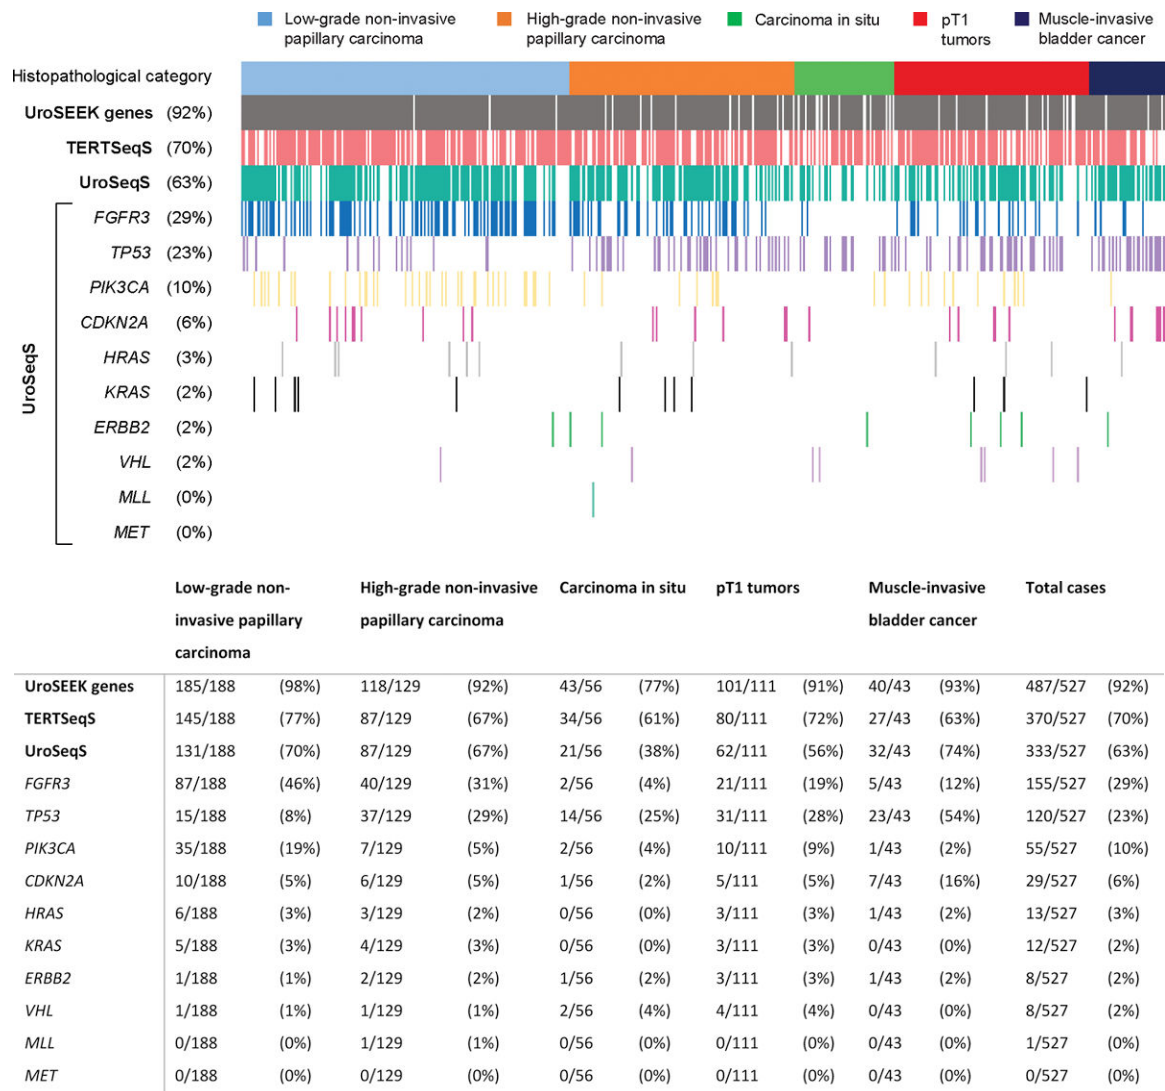 Low-grade non-invasive papillary carcinoma
High-grade non-invasive papillary carcinoma
Carcinoma in situ
pT1 tumors
Muscle-invasive bladder cancer
Histopathological category
UroSEEK genes (92%)
TERTSeqS (70%)
UroSeqS (63%)
UroSeqS
FGFR3 (29%)
TP53 (23%)
PIK3CA (10%)
CDKN2A (6%)
HRAS (3%)
KRAS (2%)
ERBB2 (2%)
VHL (2%)
MLL (0%)
MET (0%)
Low-grade non-invasive papillary carcinoma High-grade non-invasive papillary carcinoma Carcinoma in situ pT1 tumors Muscle-invasive bladder cancer Total cases
UroSEEK genes 185/188 (98%) 118/129 (92%) 43/56 (77%) 101/111 (91%) 40/43 (93%) 487/527 (92%)
TERTSeqS 145/188 (77%) 87/129 (67%) 34/56 (61%) 80/111 (72%) 27/43 (63%) 370/527 (70%)
UroSeqS 131/188 (70%) 87/129 (67%) 21/56 (38%) 62/111 (56%) 32/43 (74%) 333/527 (63%)
FGFR3 87/188 (46%) 40/129 (31%) 2/56 (4%) 21/111 (19%) 5/43 (12%) 155/527 (29%)
TP53 15/188 (8%) 37/129 (29%) 14/56 (25%) 31/111 (28%) 23/43 (54%) 120/527 (23%)
PIK3CA 35/188 (19%) 7/129 (5%) 2/56 (4%) 10/111 (9%) 1/43 (2%) 55/527 (10%)
CDKN2A 10/188 (5%) 6/129 (5%) 1/56 (2%) 5/111 (5%) 7/43 (16%) 29/527 (6%)
HRAS 6/188 (3%) 3/129 (2%) 0/56 (0%) 3/111 (3%) 1/43 (2%) 13/527 (3%)
KRAS 5/188 (3%) 4/129 (3%) 0/56 (0%) 3/111 (3%) 0/43 (0%) 12/527 (2%)
ERBB2 1/188 (1%) 2/129 (2%) 1/56 (2%) 3/111 (3%) 1/43 (2%) 8/527 (2%)
VHL 1/188 (1%) 1/129 (1%) 2/56 (4%) 4/111 (4%) 0/43 (0%) 8/527 (2%)
MLL 0/188 (0%) 1/129 (1%) 0/56 (0%) 0/111 (0%) 0/43 (0%) 1/527 (0%)
MET 0/188 (0%) 0/129 (0%) 0/56 (0%) 0/111 (0%) 0/43 (0%) 0/527 (0%)